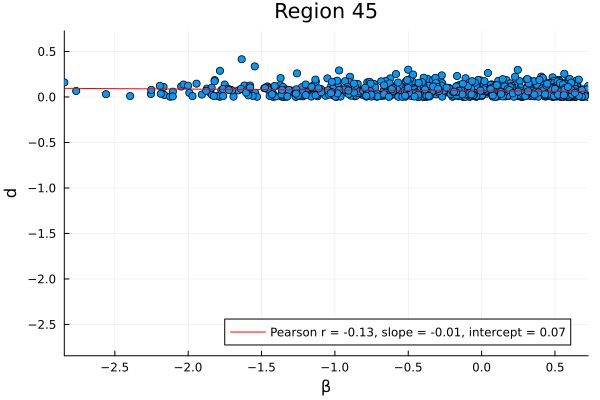 Region 45
0.5
0.0
−0.5
−1.0
−1.5
−2.0
−2.5
d
Pearson r = -0.13, slope = -0.01, intercept = 0.07
−2.5 −2.0 −1.5 −1.0 −0.5 0.0 0.5
β